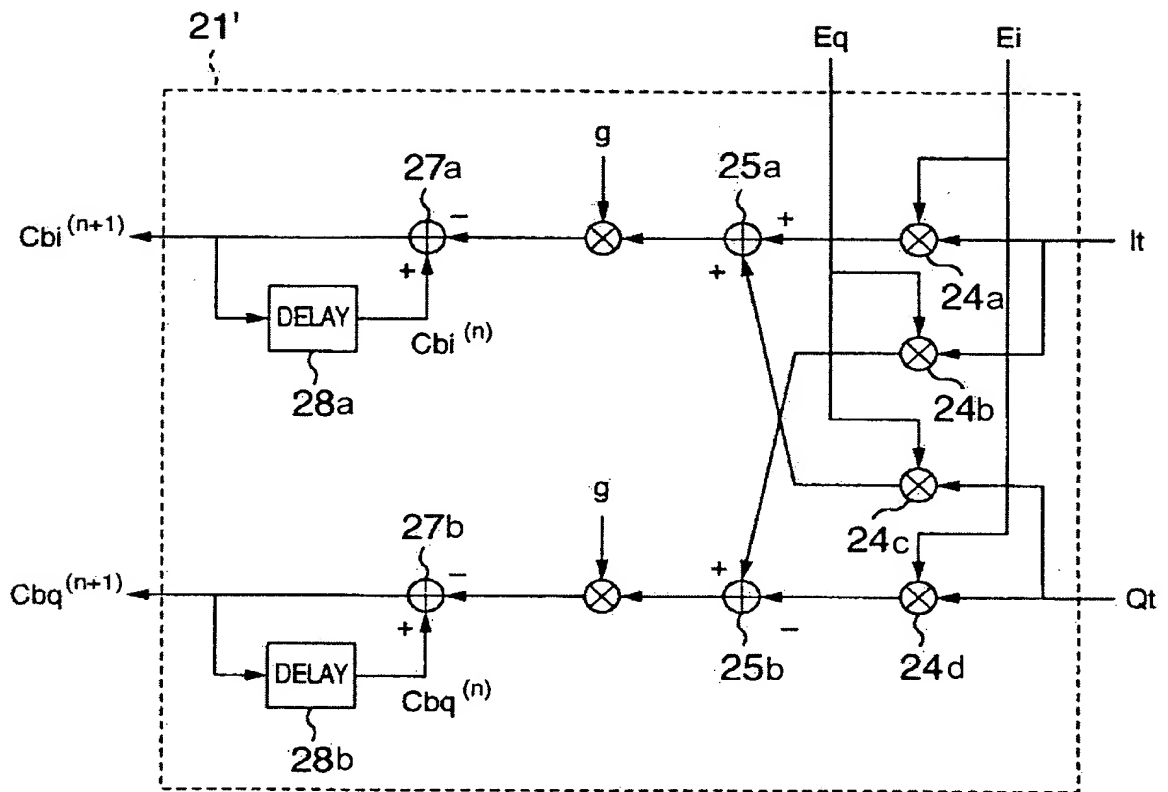 21'
Eq
Ei
g
27a
25a
Cbi (n+1)
−
+
It
+
+
24a
DELAY
Cbi (n)
28a
24b
g
24c
27b
Cbq (n+1)
−
+
Qt
+
−
DELAY
Cbq (n)
25b
24d
28b